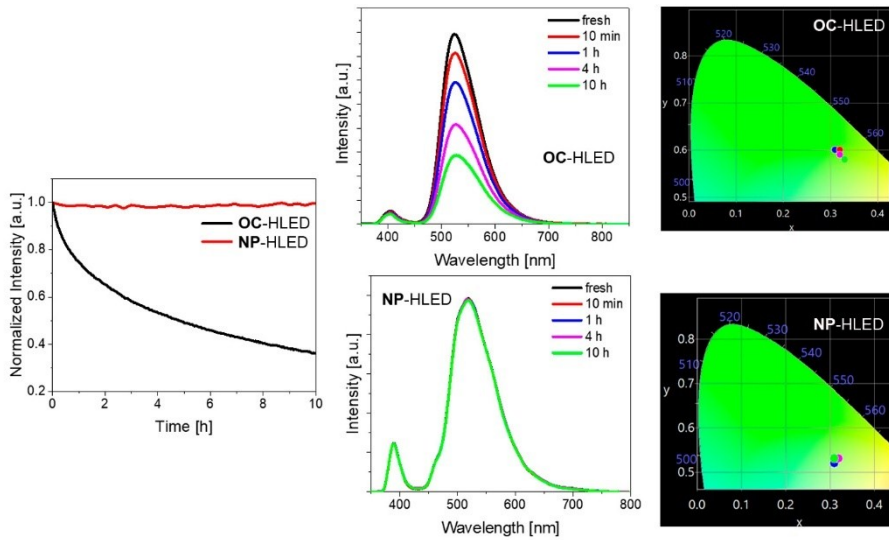 Normalized Intensity [a.u.]
1.0
0.8
0.6
0.4
0.2
0 2 4 6 8 10
Time [h]
OC-HLED
NP-HLED
Intensity [a.u.]
fresh
10 min
1 h
4 h
10 h
OC-HLED
400 500 600 700 800
Wavelength [nm]
OC-HLED
0.8
y
0.7
0.6
0.5
0.0 0.1 0.2 0.3 0.4
x
500
510
520
530
540
550
560
Intensity [a.u.]
NP-HLED
fresh
10 min
1 h
4 h
10 h
400 500 600 700 800
Wavelength [nm]
NP-HLED
0.8
y
0.7
0.6
0.5
0.0 0.1 0.2 0.3 0.4
x
500
510
520
530
540
550
560